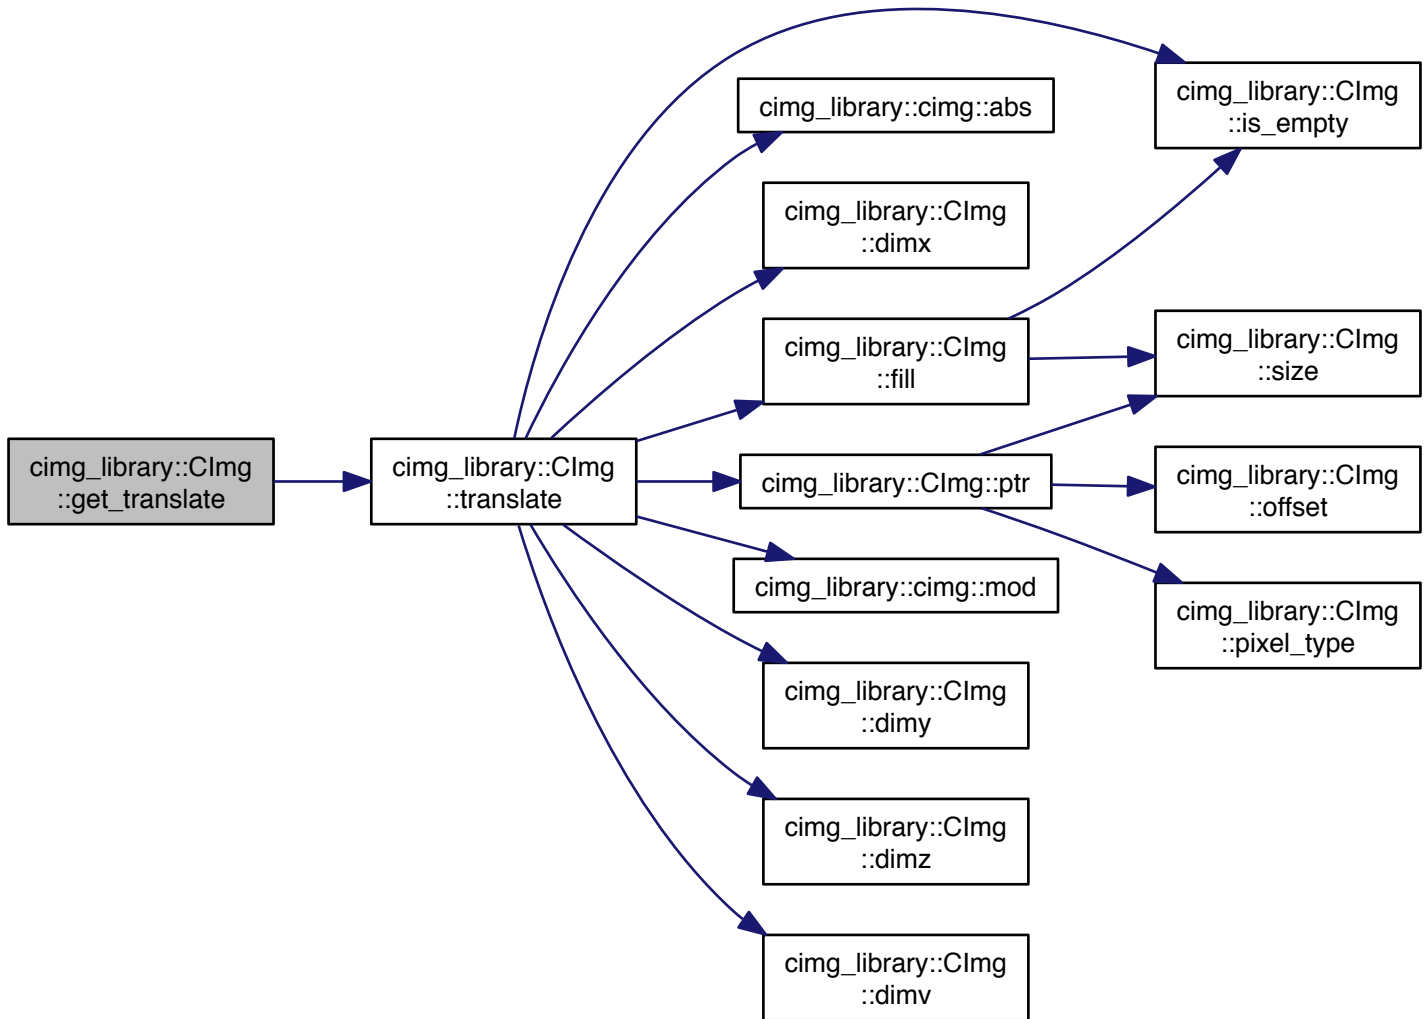 cimg_library::CImg
::get_translate
cimg_library::CImg
::translate
cimg_library::cimg::abs
cimg_library::CImg
::dimx
cimg_library::CImg
::fill
cimg_library::CImg::ptr
cimg_library::cimg::mod
cimg_library::CImg
::dimy
cimg_library::CImg
::dimz
cimg_library::CImg
::dimv
cimg_library::CImg
::is_empty
cimg_library::CImg
::size
cimg_library::CImg
::offset
cimg_library::CImg
::pixel_type